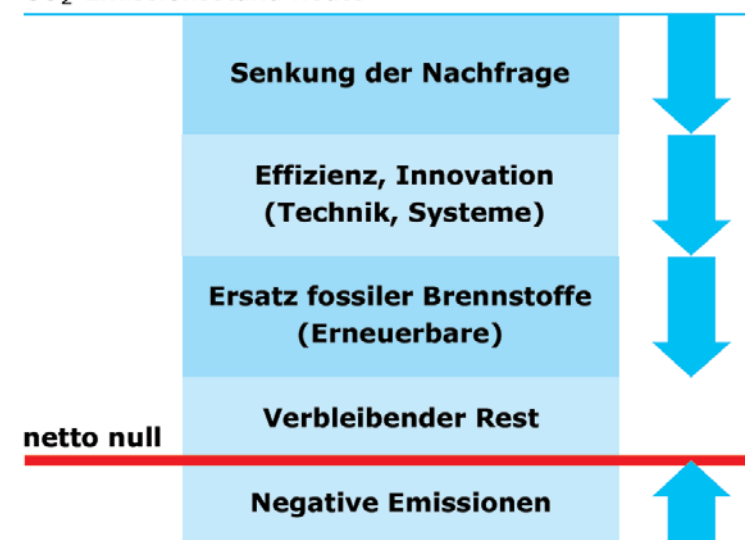 Senkung der Nachfrage
Effizienz, Innovation
(Technik, Systeme)
Ersatz fossiler Brennstoffe
(Erneuerbare)
Verbleibender Rest
netto null
Negative Emissionen